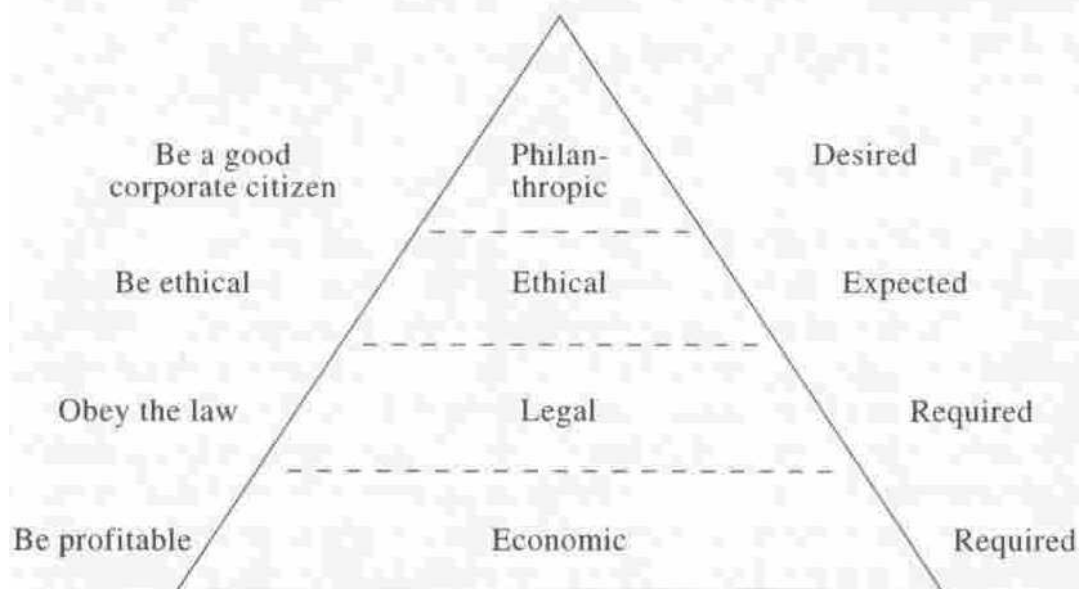 Be a good
corporate citizen
Philan-
thropic
Desired
Be ethical
Ethical
Expected
Obey the law
Legal
Required
Be profitable
Economic
Required